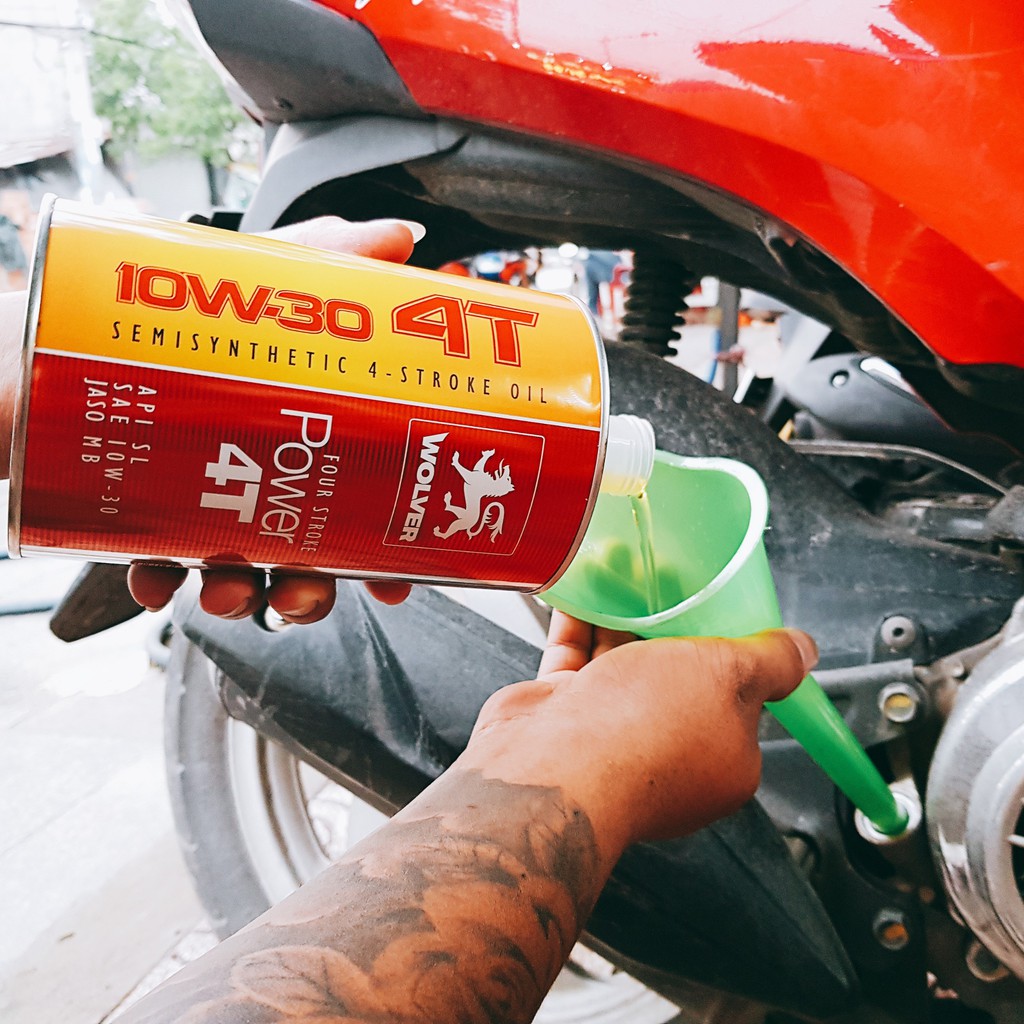 10W-30 4T
SEMISYNTHETIC 4-STROKE OIL
API SL
SAE 10W-30
JASO MB
FOUR STROKE
Power
4T
WOLVER